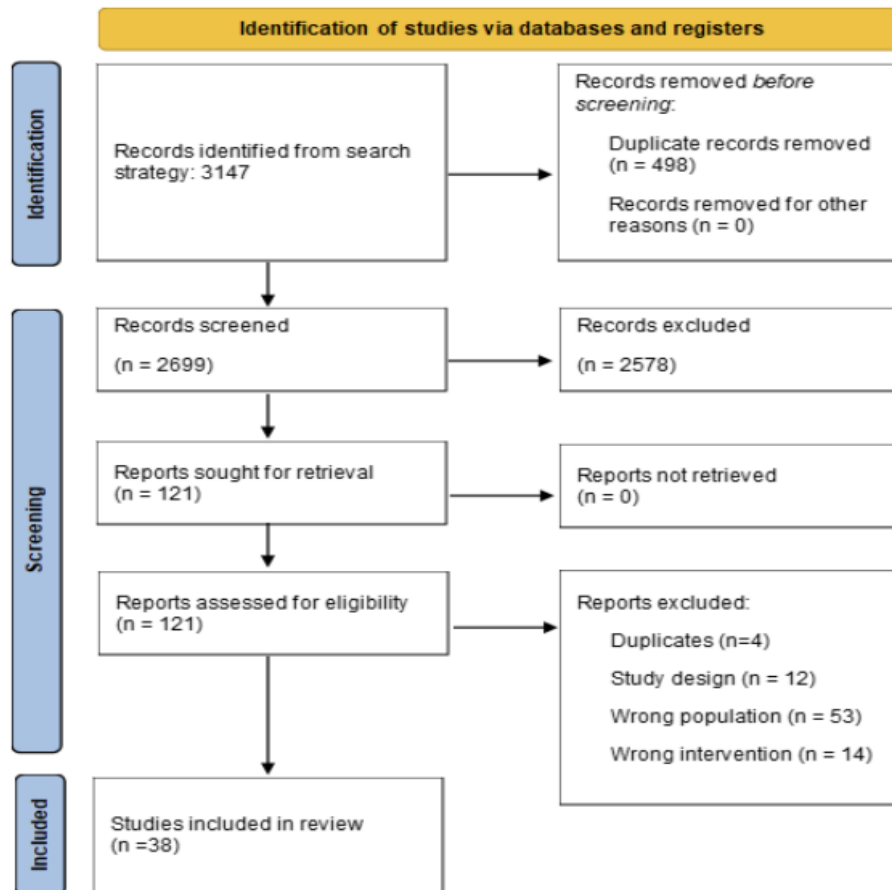 Identification of studies via databases and registers
Identification
Records identified from search
strategy: 3147
Records removed before
screening:
Duplicate records removed
(n = 498)
Records removed for other
reasons (n = 0)
Screening
Records screened
(n = 2699)
Records excluded
(n = 2578)
Reports sought for retrieval
(n = 121)
Reports not retrieved
(n = 0)
Reports assessed for eligibility
(n = 121)
Reports excluded:
Duplicates (n=4)
Study design (n = 12)
Wrong population (n = 53)
Wrong intervention (n = 14)
Included
Studies included in review
(n =38)